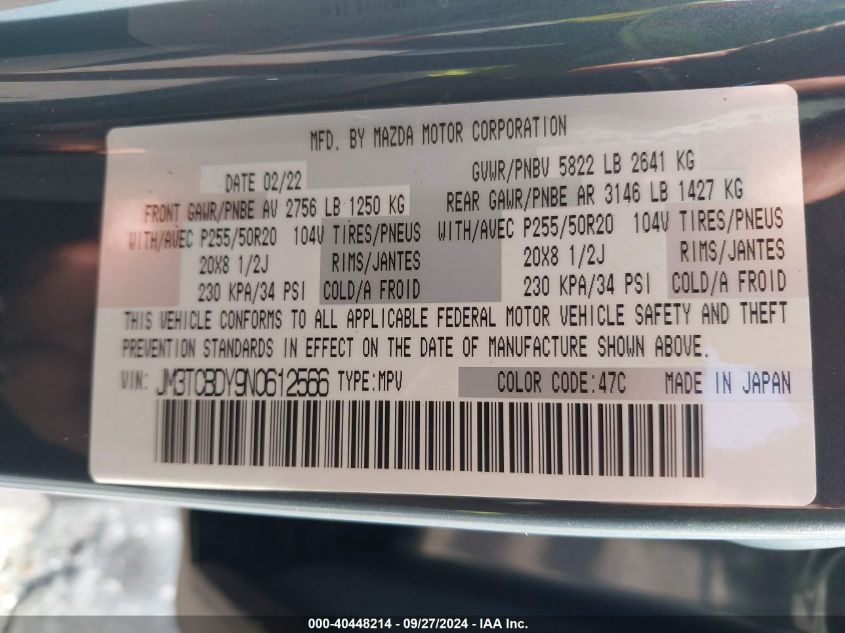 MFD. BY MAZDA MOTOR CORPORATION
DATE 02/22 GVWR/PNBV 5822 LB 2641 KG
FRONT GAWR/PNBE AV 2756 LB 1250 KG REAR GAWR/PNBE AR 3146 LB 1427 KG
WITH/AVEC P255/50R20 104V TIRES/PNEUS WITH/AVEC P255/50R20 104V TIRES/PNEUS
20X8 1/2J RIMS/JANTES 20X8 1/2J RIMS/JANTES
230 KPA/34 PSI COLD/A FROID 230 KPA/34 PSI COLD/A FROID
THIS VEHICLE CONFORMS TO ALL APPLICABLE FEDERAL MOTOR VEHICLE SAFETY AND THEFT
PREVENTION STANDARDS IN EFFECT ON THE DATE OF MANUFACTURE SHOWN ABOVE.
VIN: JM3TCBDY9N0612566 TYPE:MPV COLOR CODE:47C MADE IN JAPAN
000-40448214 - 09/27/2024 - IAA Inc.